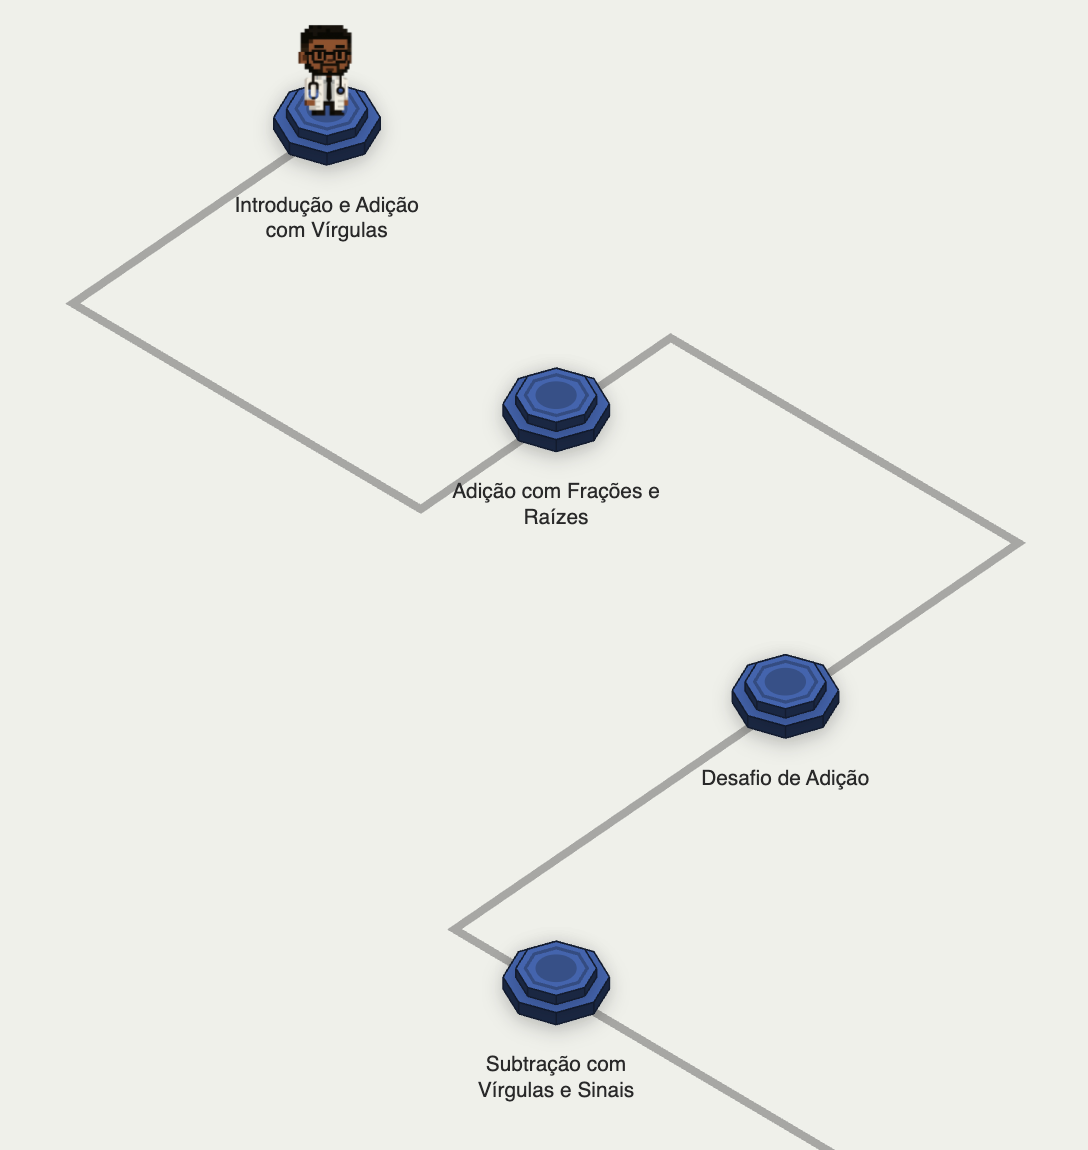 Introdução e Adição
com Vírgulas
Adição com Frações e
Raízes
Desafio de Adição
Subtração com
Vírgulas e Sinais